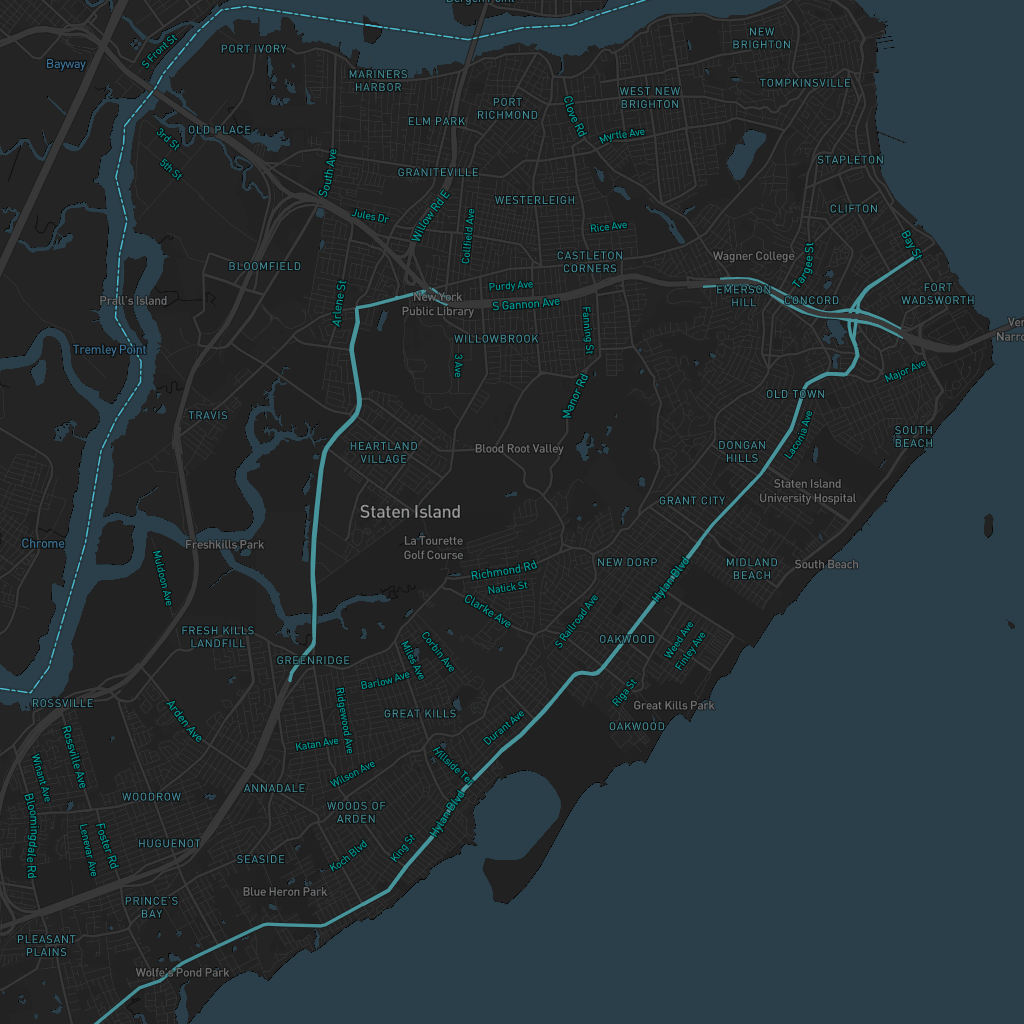 Bergen Point
NEW
BRIGHTON
S Front St
PORT IVORY
Bayway
MARINERS
HARBOR
TOMPKINSVILLE
WEST NEW
BRIGHTON
PORT
RICHMOND
Clove Rd
ELM PARK
OLD PLACE
3rd St
Myrtle Ave
5th St
South Ave
GRANITEVILLE
STAPLETON
WESTERLEIGH
CLIFTON
Jules Dr
Willow Rd E
Collfield Ave
Rice Ave
Bay St
Targee St
Wagner College
CASTLETON
CORNERS
BLOOMFIELD
Purdy Ave
EMERSON
HILL
CONCORD
FORT
WADSWORTH
Prall's Island
Arlene St
New York
Public Library
S Gannon Ave
Fanning St
Ver
Narro
WILLOWBROOK
Tremley Point
3 Ave
Major Ave
Manor Rd
OLD TOWN
TRAVIS
Laconia Ave
SOUTH
BEACH
HEARTLAND
VILLAGE
Blood Root Valley
DONGAN
HILLS
Staten Island
University Hospital
GRANT CITY
Staten Island
Chrome
Freshkills Park
LaTourette
Golf Course
Muldoon Ave
Richmond Rd
NEW DORP
MIDLAND
BEACH
South Beach
Natick St
Hylan Blvd
Clarke Ave
S Railroad Ave
FRESH KILLS
LANDFILL
Corbin Ave
Miles Ave
OAKWOOD
Weed Ave
Finley Ave
GREENRIDGE
Barlow Ave
Riga St
ROSSVILLE
Arden Ave
Ridgewood Ave
GREAT KILLS
Great Kills Park
OAKWOOD
Durant Ave
Katan Ave
Rossville Ave
Winant Ave
Hillside Ter
Wilson Ave
ANNADALE
WOODROW
WOODS OF
ARDEN
Hylan Blvd
Bloomingdale Rd
Foster Rd
Lenevar Ave
HUGUENOT
King St
Koch Blvd
SEASIDE
Blue Heron Park
PRINCE'S
BAY
PLEASANT
PLAINS
Wolfe's Pond Park